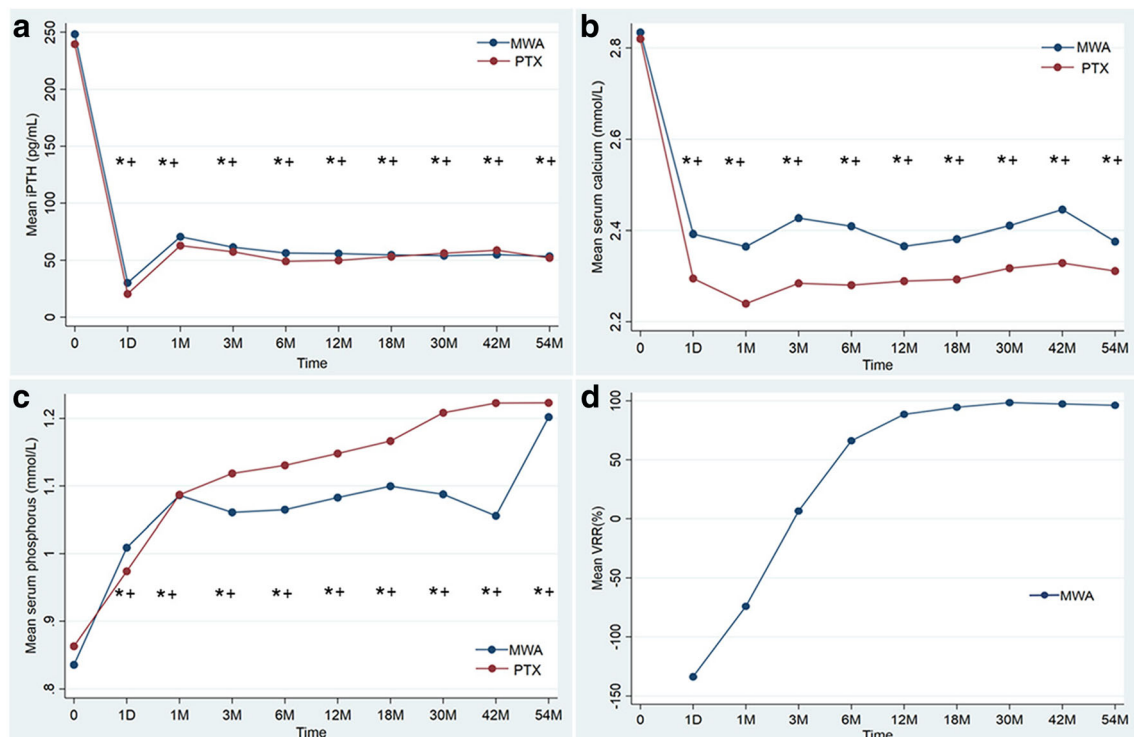 a
250
200
150
100
50
0
Mean iPTH (pg/mL)
MWA
PTX
*+ *+ *+ *+ *+ *+ *+ *+ *+
0 1D 1M 3M 6M 12M 18M 30M 42M 54M
Time
b
2.8
2.6
2.4
2.2
Mean serum calcium (mmol/L)
MWA
PTX
*+ *+ *+ *+ *+ *+ *+ *+ *+
0 1D 1M 3M 6M 12M 18M 30M 42M 54M
Time
c
1.2
1.1
1
.9
.8
Mean serum phosphorus (mmol/L)
*+ *+ *+ *+ *+ *+ *+ *+ *+
MWA
PTX
0 1D 1M 3M 6M 12M 18M 30M 42M 54M
Time
d
100
50
0
-50
-100
-150
Mean VRR(%)
MWA
0 1D 1M 3M 6M 12M 18M 30M 42M 54M
Time